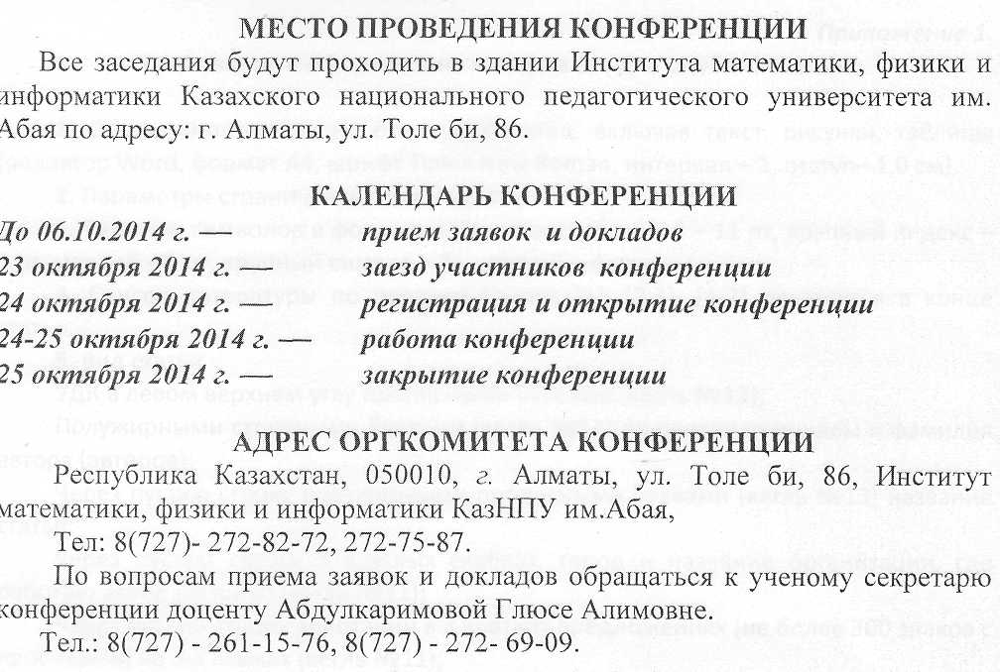 МЕСТО ПРОВЕДЕНИЯ КОНФЕРЕНЦИИ
Все заседания будут проходить в здании Института математики, физики и
информатики Казахского национального педагогического университета им.
Абая по адресу: г. Алматы, ул. Толе би, 86.
КАЛЕНДАРЬ КОНФЕРЕНЦИИ
До 06.10.2014 г. — прием заявок и докладов
23 октября 2014 г. — заезд участников конференции
24 октября 2014 г. — регистрация и открытие конференции
24-25 октября 2014 г. — работа конференции
25 октября 2014 г. — закрытие конференции
АДРЕС ОРГКОМИТЕТА КОНФЕРЕНЦИИ
Республика Казахстан, 050010, г. Алматы, ул. Толе би, 86, Институт
математики, физики и информатики КазНПУ им.Абая,
Тел: 8(727)- 272-82-72, 272-75-87.
По вопросам приема заявок и докладов обращаться к ученому секретарю
конференции доценту Абдулкаримовой Глюсе Алимовне.
Тел.: 8(727) - 261-15-76, 8(727) - 272- 69-09.